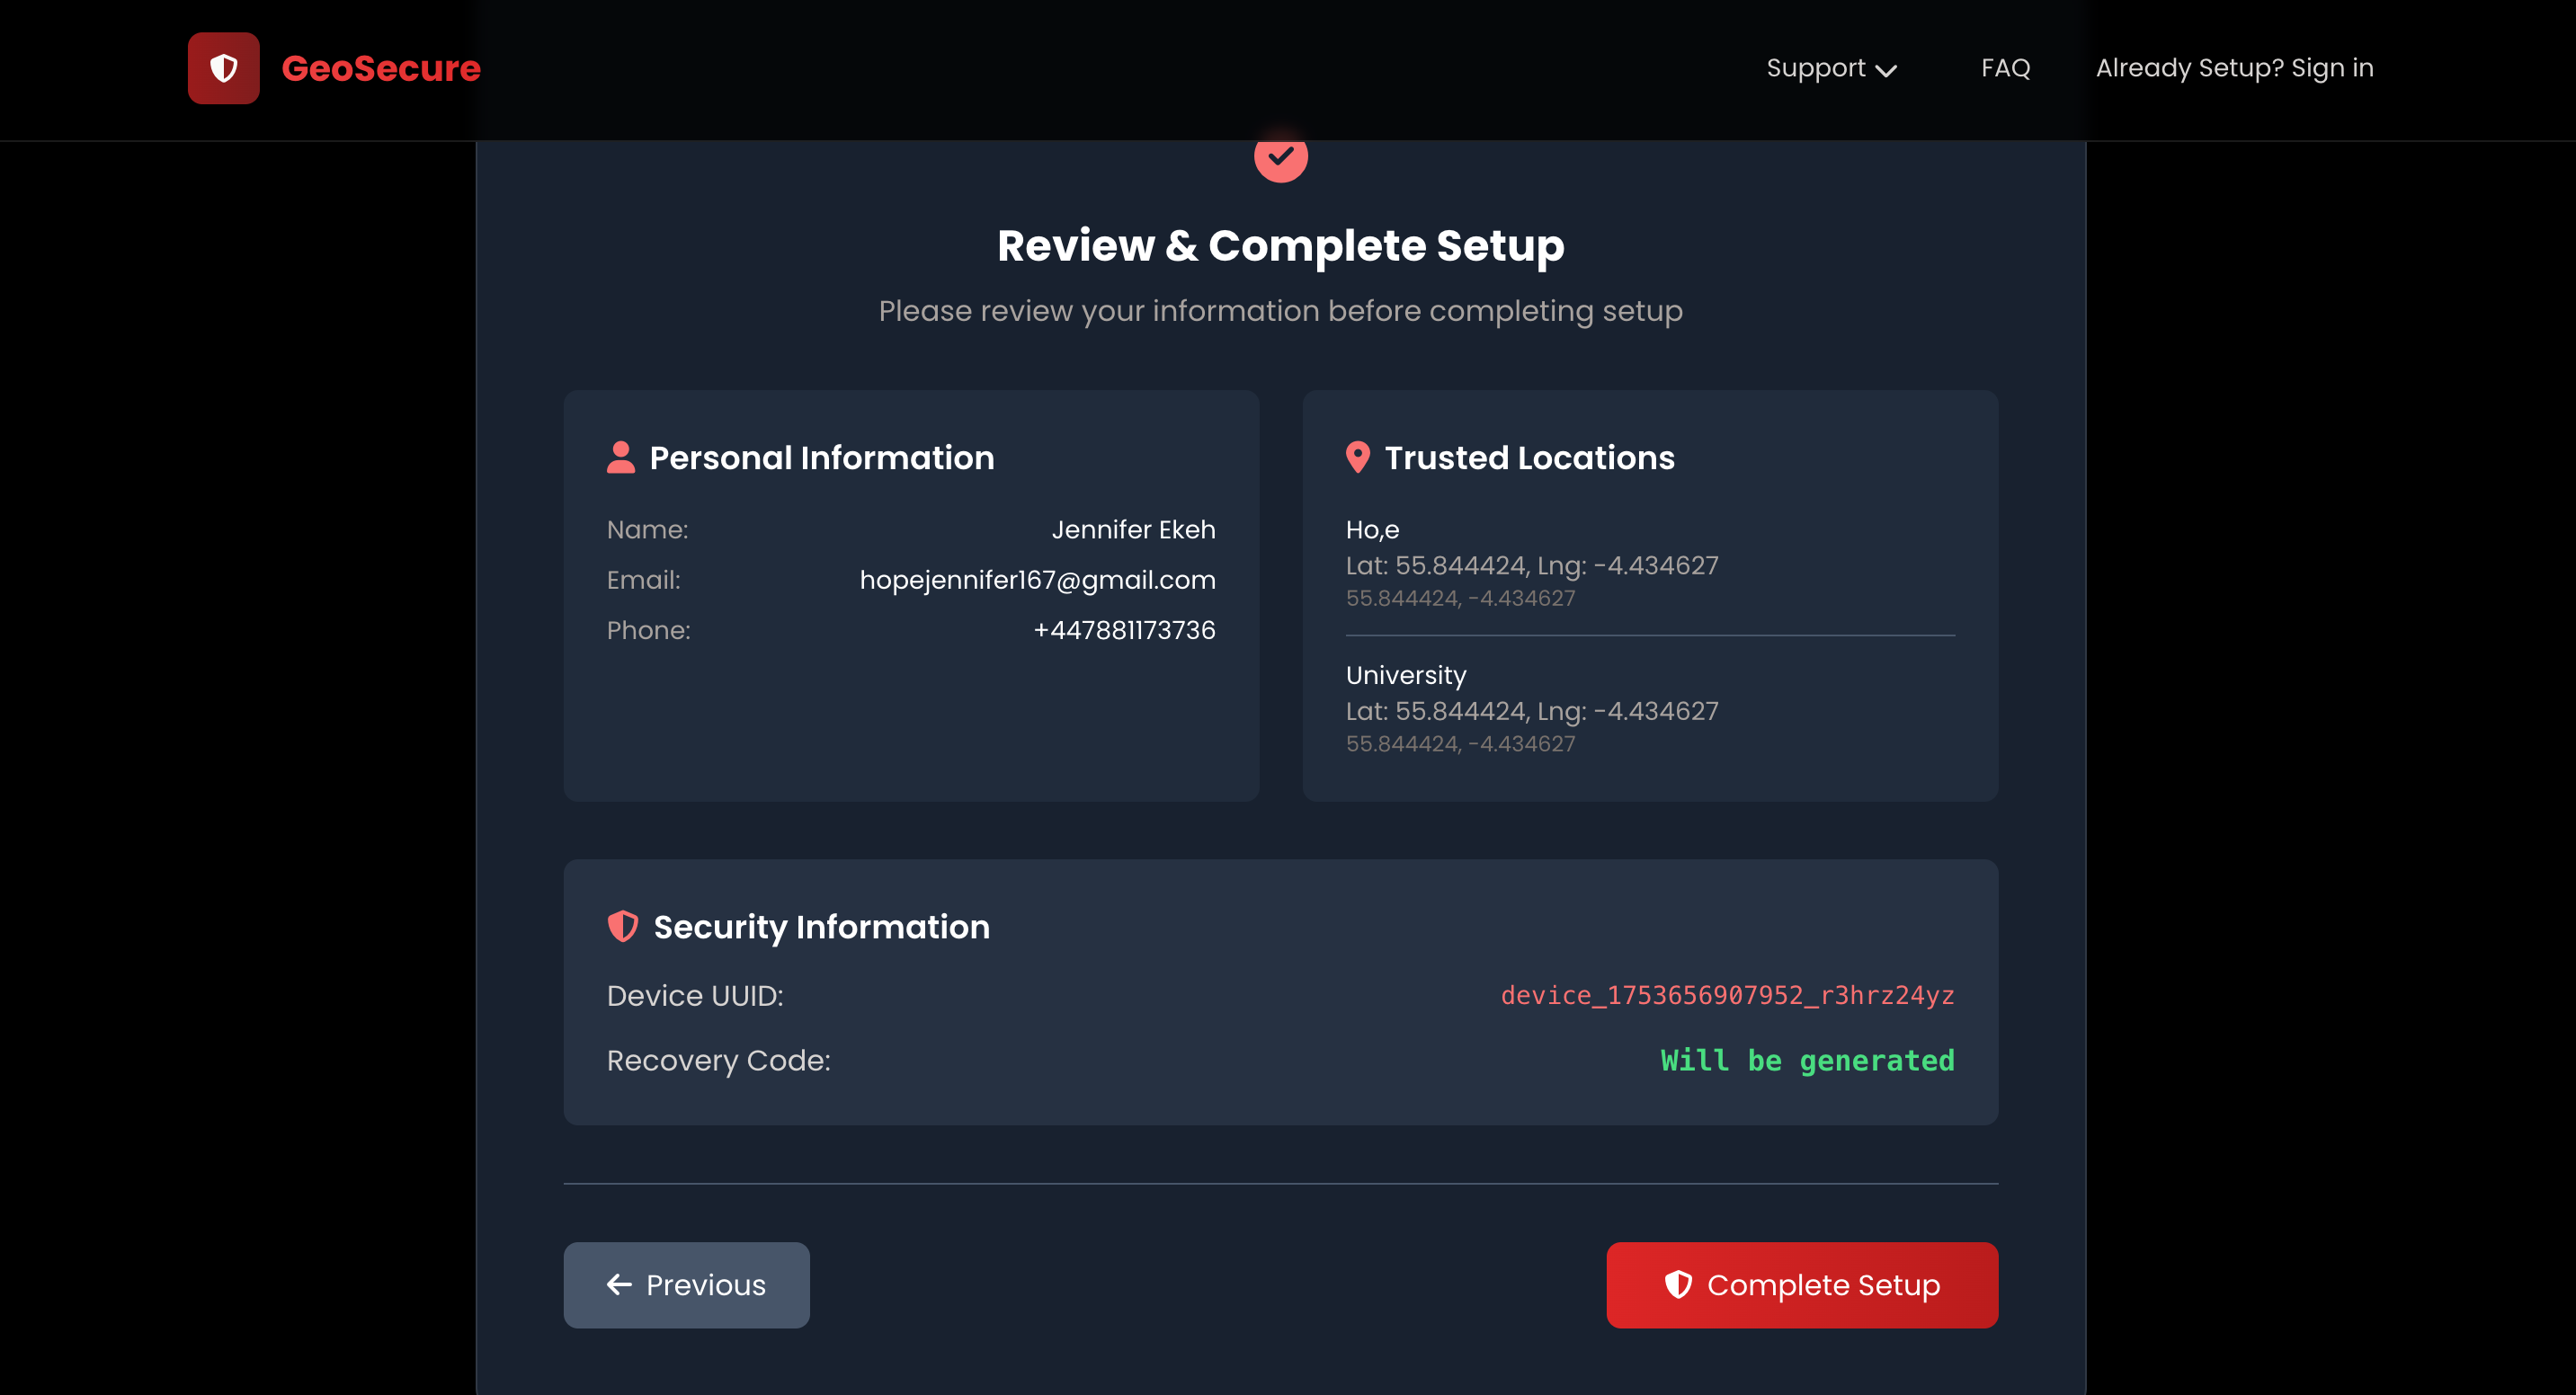 GeoSecure
Support
FAQ
Already Setup? Sign in
Review & Complete Setup
Please review your information before completing setup
Personal Information
Name: Jennifer Ekeh
Email: hopejennifer167@gmail.com
Phone: +447881173736
Trusted Locations
Ho,e
Lat: 55.844424, Lng: -4.434627
55.844424, -4.434627
University
Lat: 55.844424, Lng: -4.434627
55.844424, -4.434627
Security Information
Device UUID: device_1753656907952_r3hrz24yz
Recovery Code: Will be generated
Previous
Complete Setup